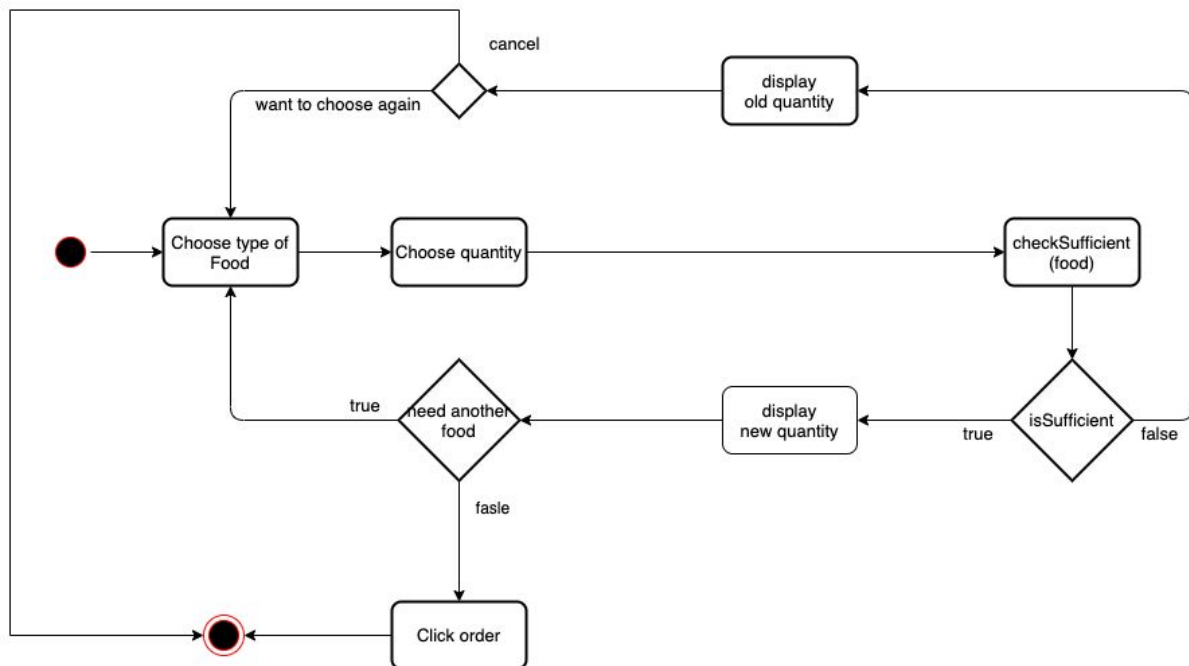 cancel
display
old quantity
want to choose again
Choose type of
Food
Choose quantity
checkSufficient
(food)
true
need another
food
display
new quantity
true
isSufficient
false
fasle
Click order